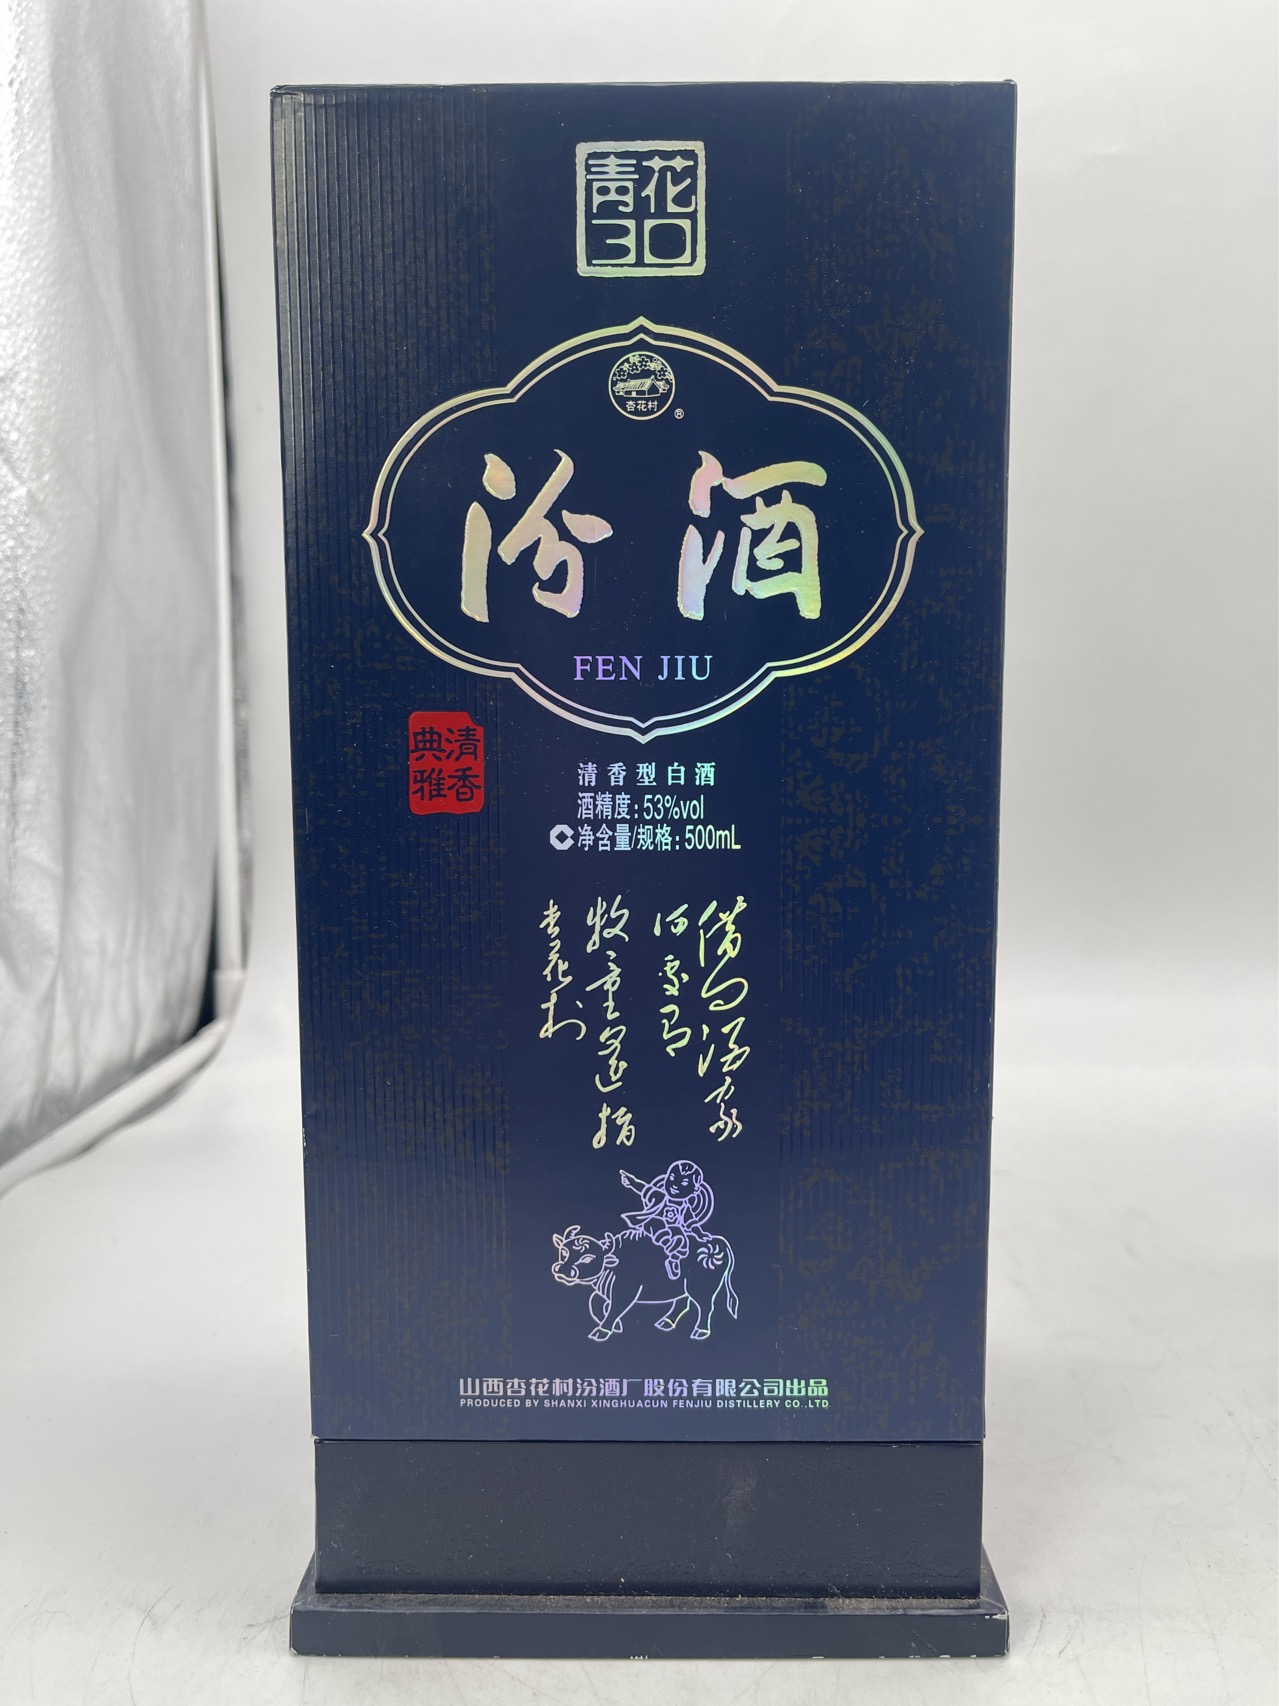 青花
30
杏花村
®
汾酒
FEN JIU
清香
典雅
清香型白酒
酒精度:53%vol
净含量/规格:500mL
借问酒家
何处有
牧童遥指
杏花村
山西杏花村汾酒厂股份有限公司出品
PRODUCED BY SHANXI XINGHUACUN FENJIU DISTILLERY CO.,LTD